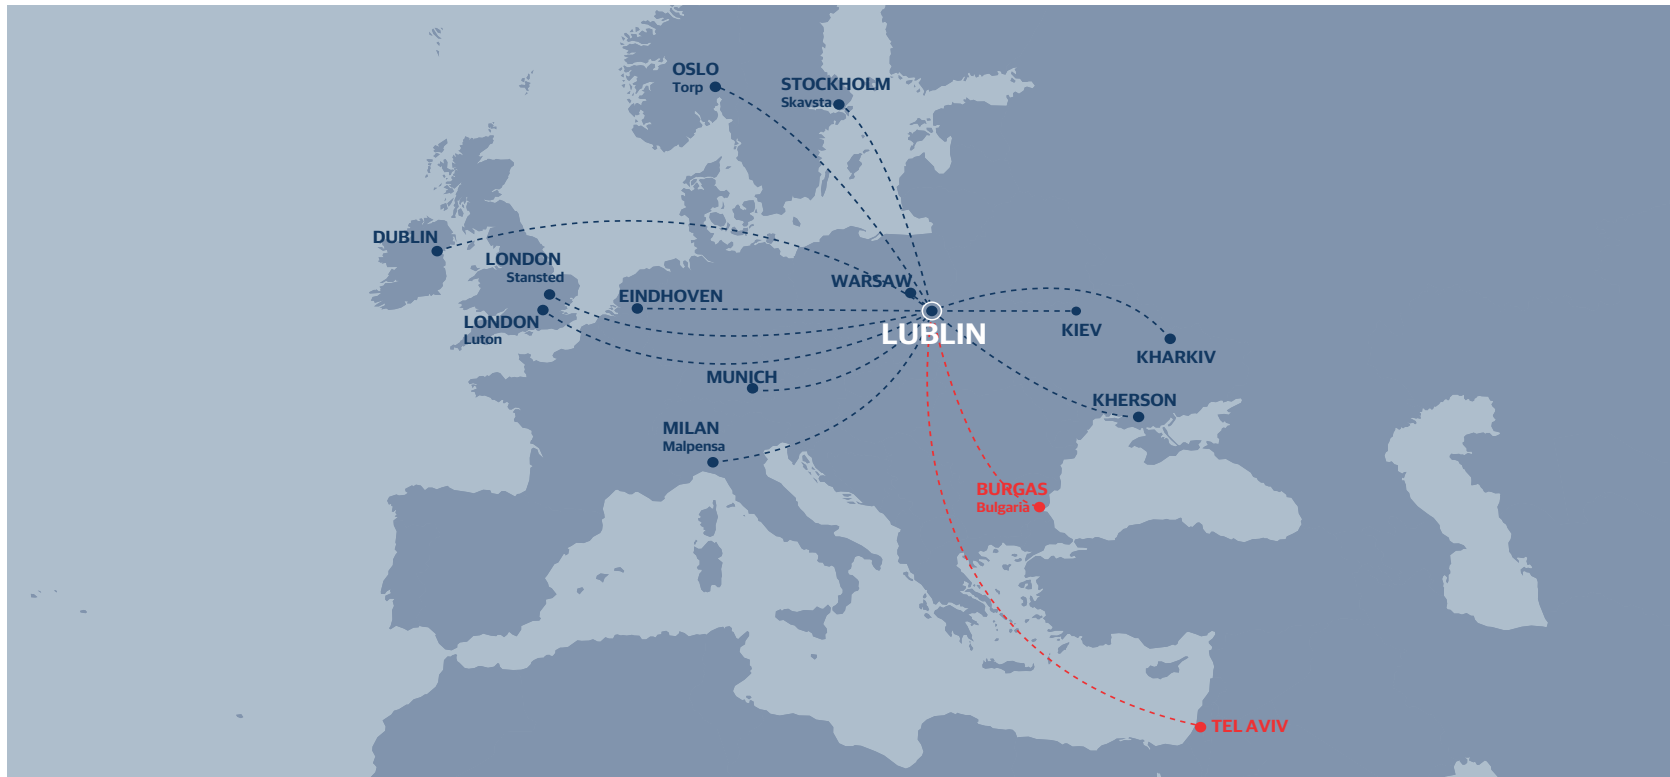 OSLO
Torp
STOCKHOLM
Skavsta
DUBLIN
LONDON
Stansted
WARSAW
EINDHOVEN
LONDON
Luton
LUBLIN
KIEV
KHARKIV
MUNICH
KHERSON
MILAN
Malpensa
BURGAS
Bulgaria
TEL AVIV